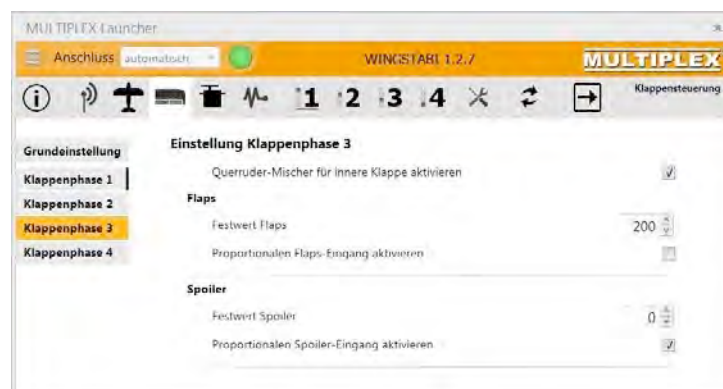 MULTIPLEX Launcher
Anschluss automatisch WINGSTABI 1.2.7 MULTIPLEX
1 2 3 4 Klappensteuerung
Grundeinstellung
Klappenphase 1
Klappenphase 2
Klappenphase 3
Klappenphase 4
Einstellung Klappenphase 3
Querruder-Mischer für innere Klappe aktivieren
Flaps
Festwert Flaps 200
Proportionalen Flaps-Eingang aktivieren
Spoiler
Festwert Spoiler 0
Proportionalen Spoiler-Eingang aktivieren